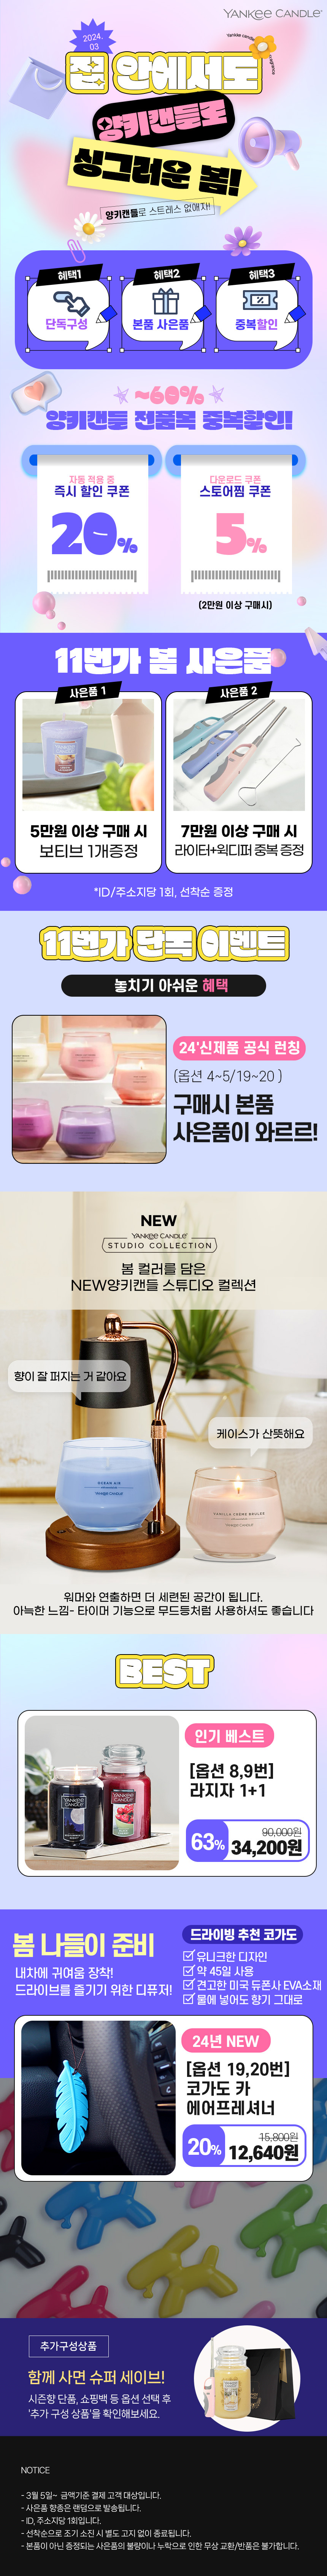 YANKEE CANDLE®
2024.
03
Yankee candle
fragrance
집 안에서도
양키캔들로
싱그러운 봄!
양키캔들로 스트레스 없애자!
혜택1
단독구성
혜택2
본품 사은품
혜택3
중복할인
~60%
양키캔들 전품목 중복할인!
자동 적용 중
즉시 할인 쿠폰
20%
다운로드 쿠폰
스토어찜 쿠폰
5%
(2만원 이상 구매시)
11번가 봄 사은품
사은품 1
5만원 이상 구매 시
보티브 1개증정
사은품 2
7만원 이상 구매 시
라이터+윅디퍼 중복 증정
*ID/주소지당 1회, 선착순 증정
11번가 단독 이벤트
놓치기 아쉬운 혜택
24'신제품 공식 런칭
(옵션 4~5/19~20 )
구매시 본품
사은품이 와르르!
NEW
YANKEE CANDLE®
STUDIO COLLECTION
봄 컬러를 담은
NEW양키캔들 스튜디오 컬렉션
향이 잘 퍼지는 거 같아요
케이스가 산뜻해요
OCEAN AIR
YANKEE CANDLE
VANILLA CRÈME BRÛLÉE
YANKEE CANDLE
워머와 연출하면 더 세련된 공간이 됩니다.
아늑한 느낌- 타이머 기능으로 무드등처럼 사용하셔도 좋습니다
BEST
YANKEE CANDLE
YANKEE CANDLE
인기 베스트
[옵션 8,9번]
라지자 1+1
63%
90,000원
34,200원
봄 나들이 준비
내차에 귀여움 장착!
드라이브를 즐기기 위한 디퓨저!
드라이빙 추천 코가도
유니크한 디자인
약 45일 사용
견고한 미국 듀폰사 EVA소재
물에 넣어도 향기 그대로
24년 NEW
[옵션 19,20번]
코가도 카
에어프레셔너
20%
15,800원
12,640원
추가구성상품
함께 사면 슈퍼 세이브!
시즌향 단품, 쇼핑백 등 옵션 선택 후
'추가 구성 상품'을 확인해보세요.
NOTICE
- 3월 5일~ 금액기준 결제 고객 대상입니다.
- 사은품 향종은 랜덤으로 발송됩니다.
- ID, 주소지당 1회입니다.
- 선착순으로 조기 소진 시 별도 고지 없이 종료됩니다.
- 본품이 아닌 증정되는 사은품의 불량이나 누락으로 인한 무상 교환/반품은 불가합니다.